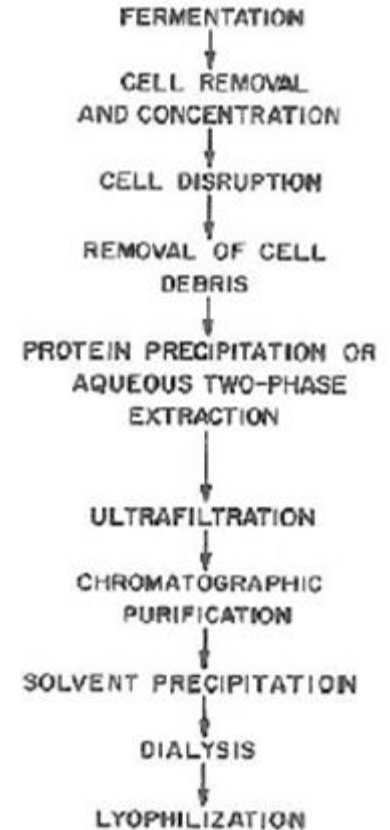 FERMENTATION
CELL REMOVAL
AND CONCENTRATION
CELL DISRUPTION
REMOVAL OF CELL
DEBRIS
PROTEIN PRECIPITATION OR
AQUEOUS TWO-PHASE
EXTRACTION
ULTRAFILTRATION
CHROMATOGRAPHIC
PURIFICATION
SOLVENT PRECIPITATION
DIALYSIS
LYOPHILIZATION